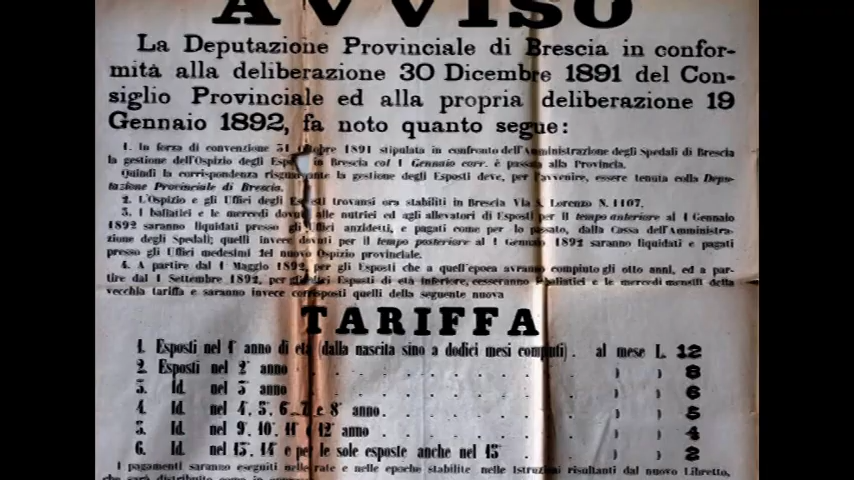 AVVISO
La Deputazione Provinciale di Brescia in confor-
mità alla deliberazione 30 Dicembre 1891 del Con-
siglio Provinciale ed alla propria deliberazione 19
Gennaio 1892, fa noto quanto segue:
1. In forza di convenzione 31 ottobre 1891 stipulata in confronto dell'Amministrazione degli Spedali di Brescia
la gestione dell'Ospizio degli Esposti in Brescia col 1 Gennaio corr. è passata alla Provincia.
Quindi la corrispondenza risguardante la gestione degli Esposti deve, per l'avvenire, essere tenuta colla Depu-
tazione Provinciale di Brescia.
2. L'Ospizio e gli Uffici degli Esposti trovansi ora stabiliti in Brescia Via S. Lorenzo N. 1107.
3. I baliatici e le mercedi dovuti alle nutrici ed agli allevatori di Esposti per il tempo anteriore al 1 Gennaio
1892 saranno liquidati presso gli Uffici anzidetti, e pagati come per lo passato, dalla Cassa dell'Amministra-
zione degli Spedali; quelli invece dovuti per il tempo posteriore al 1 Gennaio 1892 saranno liquidati e pagati
presso gli Uffici medesimi del nuovo Ospizio provinciale.
4. A partire dal 1 Maggio 1892, per gli Esposti che a quell'epoca avranno compiuto gli otto anni, ed a par-
tire dal 1 Settembre 1892, per gli altri Esposti di età inferiore, cesseranno i baliatici e le mercedi mensili della
vecchia tariffa e saranno invece corrisposti quelli della seguente nuova
TARIFFA
1. Esposti nel 1° anno di età (dalla nascita sino a dodici mesi compiuti). al mese L. 12
2. Esposti nel 2° anno . . . . . . . ) ) 8
3. Id. nel 3° anno . . . . . . . ) ) 6
4. Id. nel 4°, 5°, 6°, 7° e 8° anno. . . . . . ) ) 5
5. Id. nel 9°, 10°, 11° e 12° anno . . . . . ) ) 4
6. Id. nel 13°, 14° e per le sole esposte anche nel 15° . ) ) 2
I pagamenti saranno eseguiti nelle rate e nelle epoche stabilite nelle Istruzioni risultanti dal nuovo Libretto,
che sarà distribuito come in